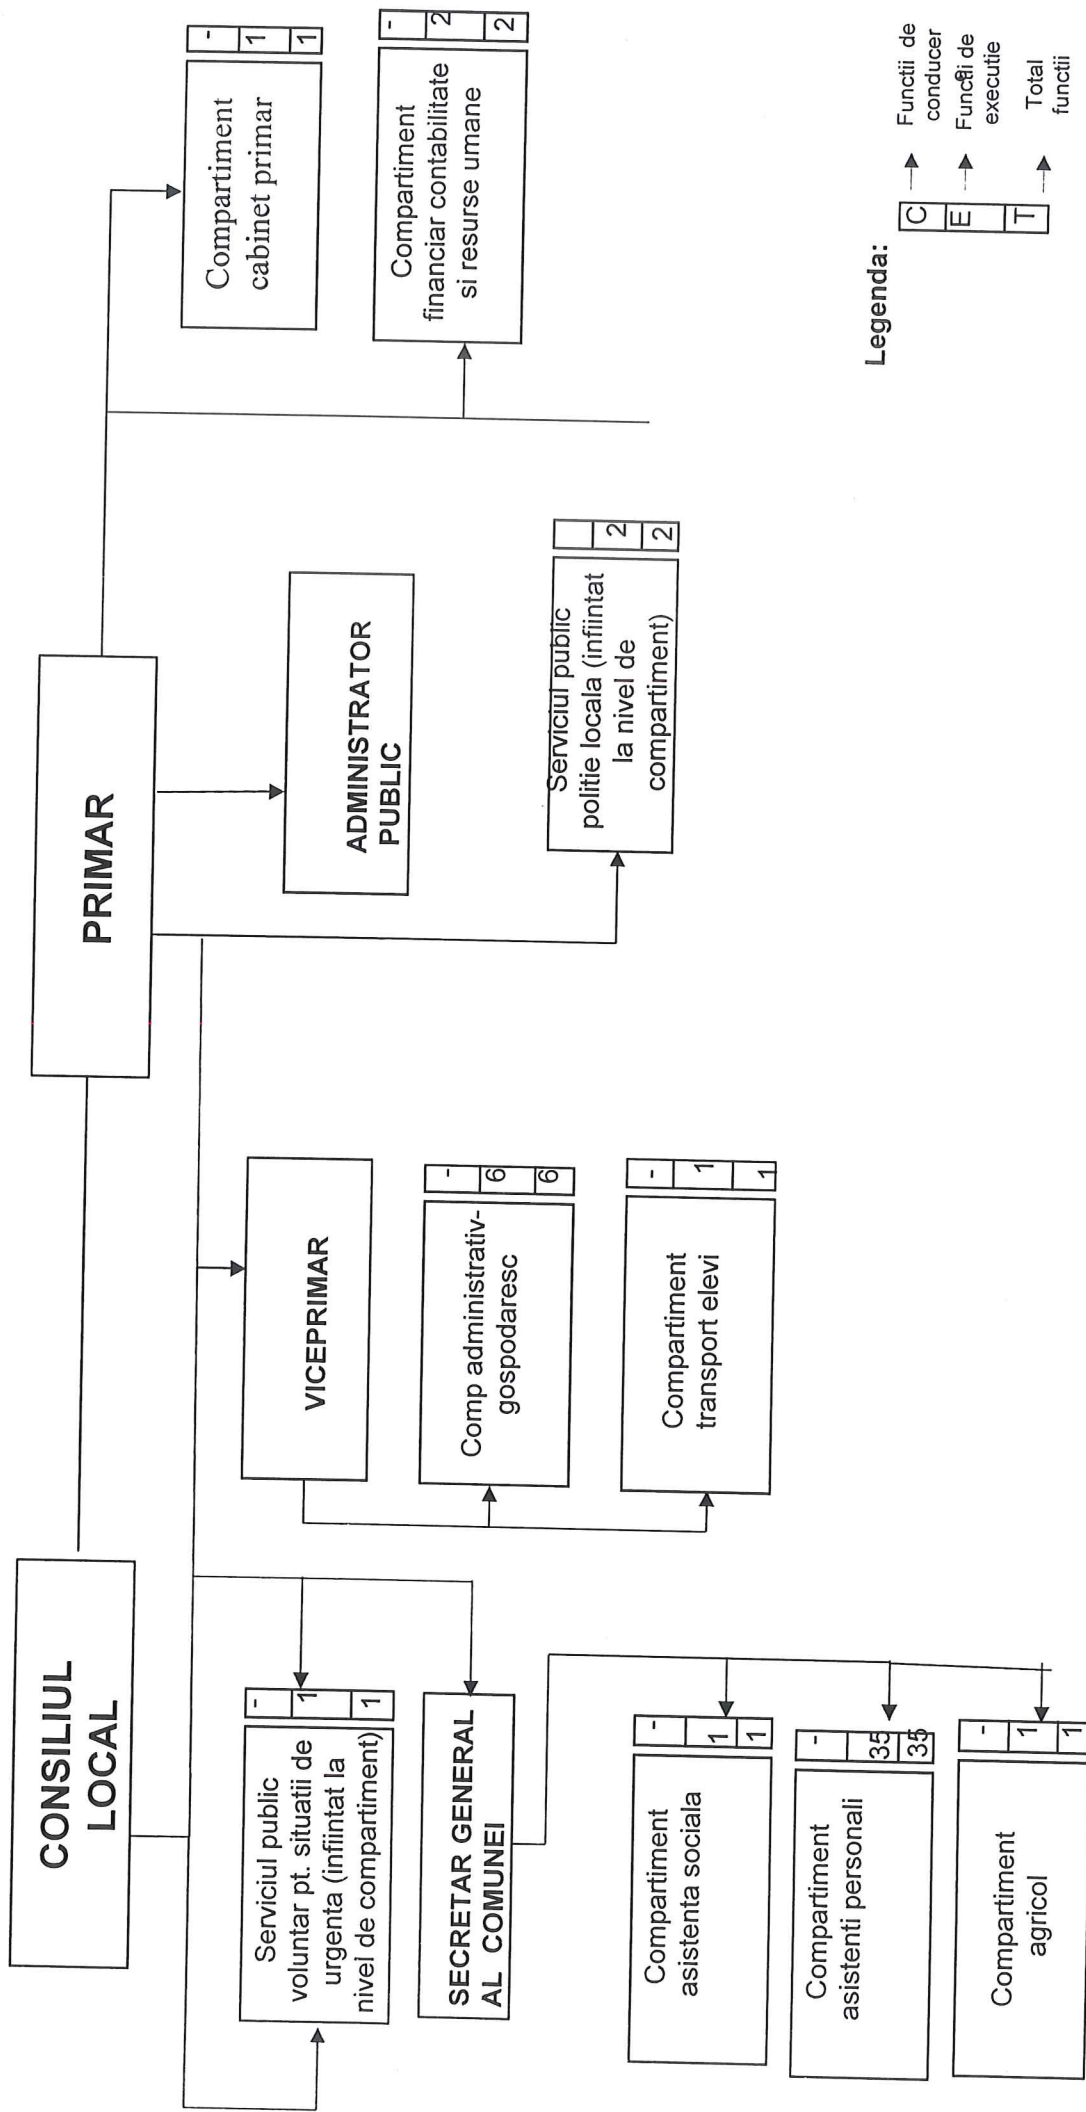 CONSILIUL
LOCAL
PRIMAR
Serviciul public
voluntar pt. situatii de
urgenta (infiintat la
nivel de compartiment)
-
1
1
SECRETAR GENERAL
AL COMUNEI
Compartiment
asistenta sociala
-
1
1
Compartiment
asistenti personali
-
35
35
Compartiment
agricol
-
1
1
VICEPRIMAR
Comp administrativ-
gospodaresc
-
6
6
Compartiment
transport elevi
-
1
1
ADMINISTRATOR
PUBLIC
Serviciul public
politie locala (infiintat
la nivel de
compartiment)
2
2
Compartiment
cabinet primar
-
1
1
Compartiment
financiar contabilitate
si resurse umane
-
2
2
Legenda:
C
Functii de
conducer
e
E
Functii de
executie
T
Total
functii